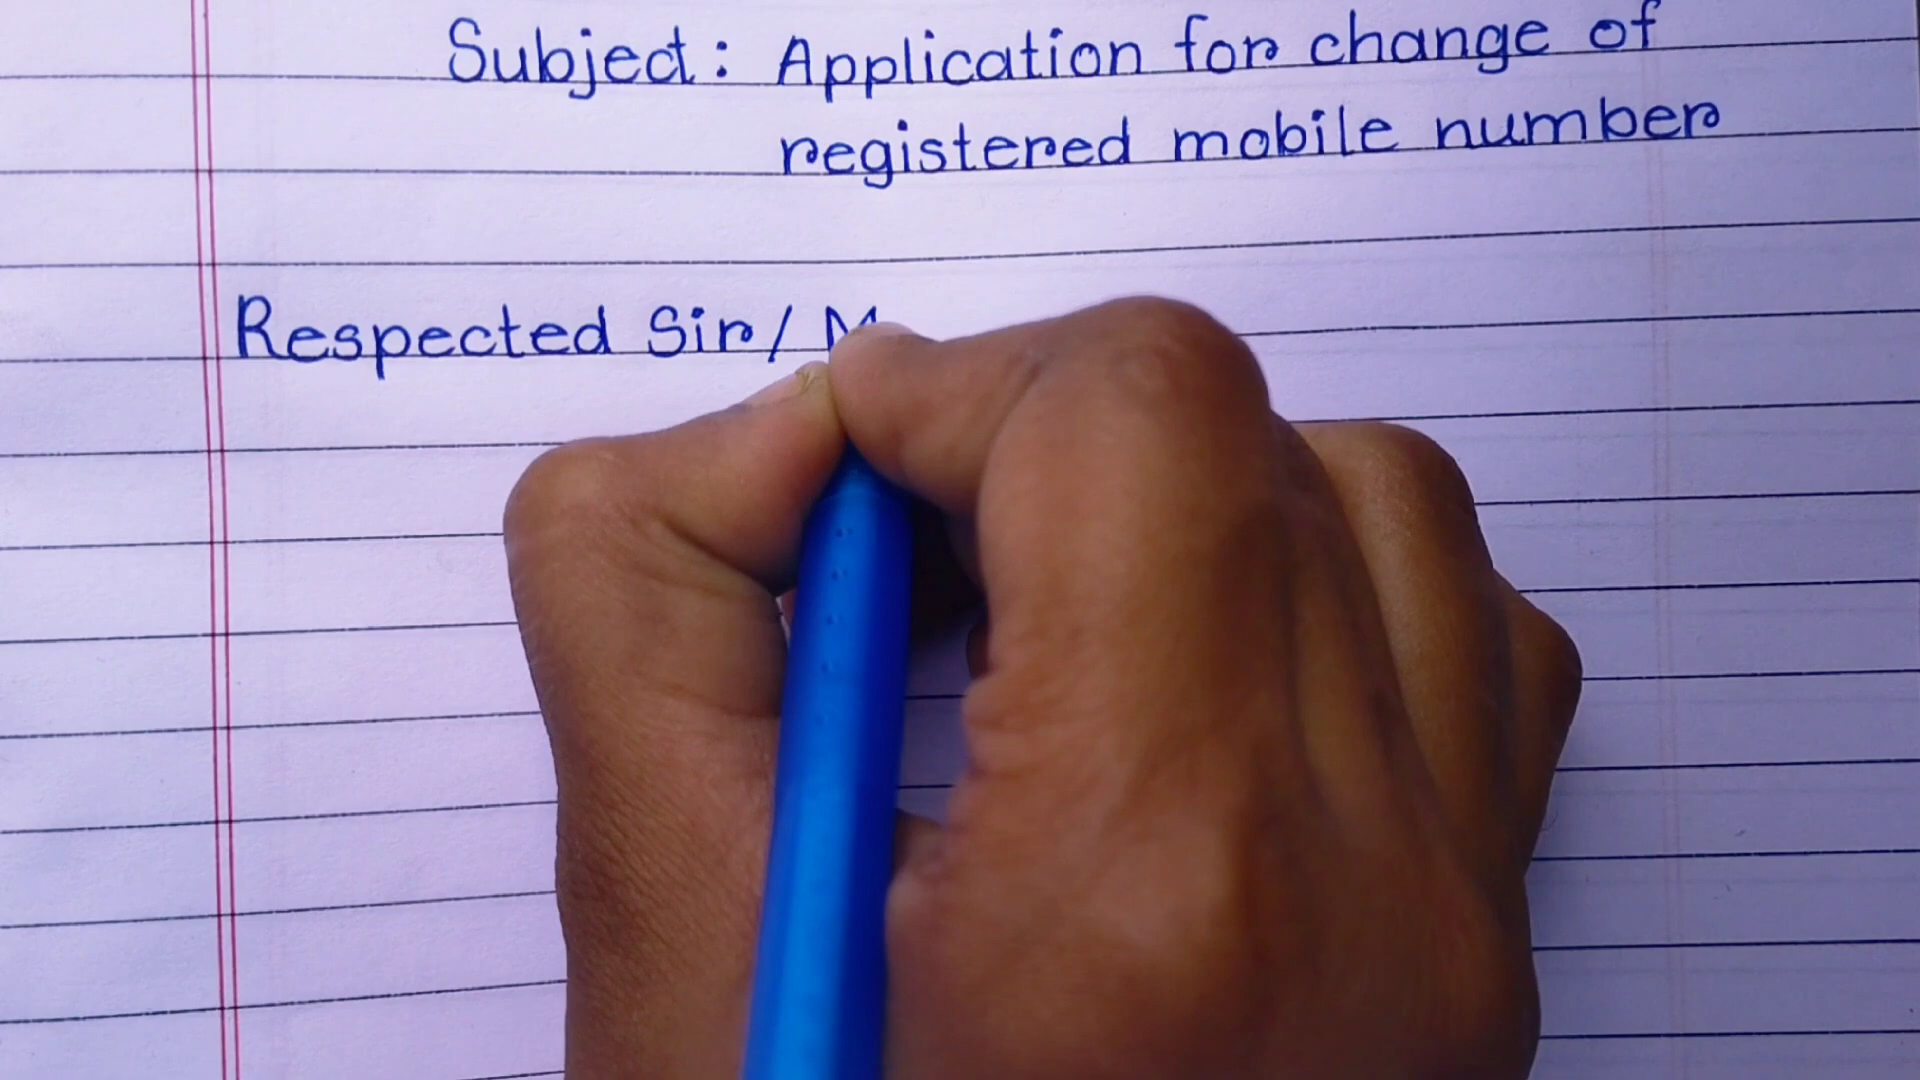 Subject: Application for change of
registered mobile number
Respected Sir/ M